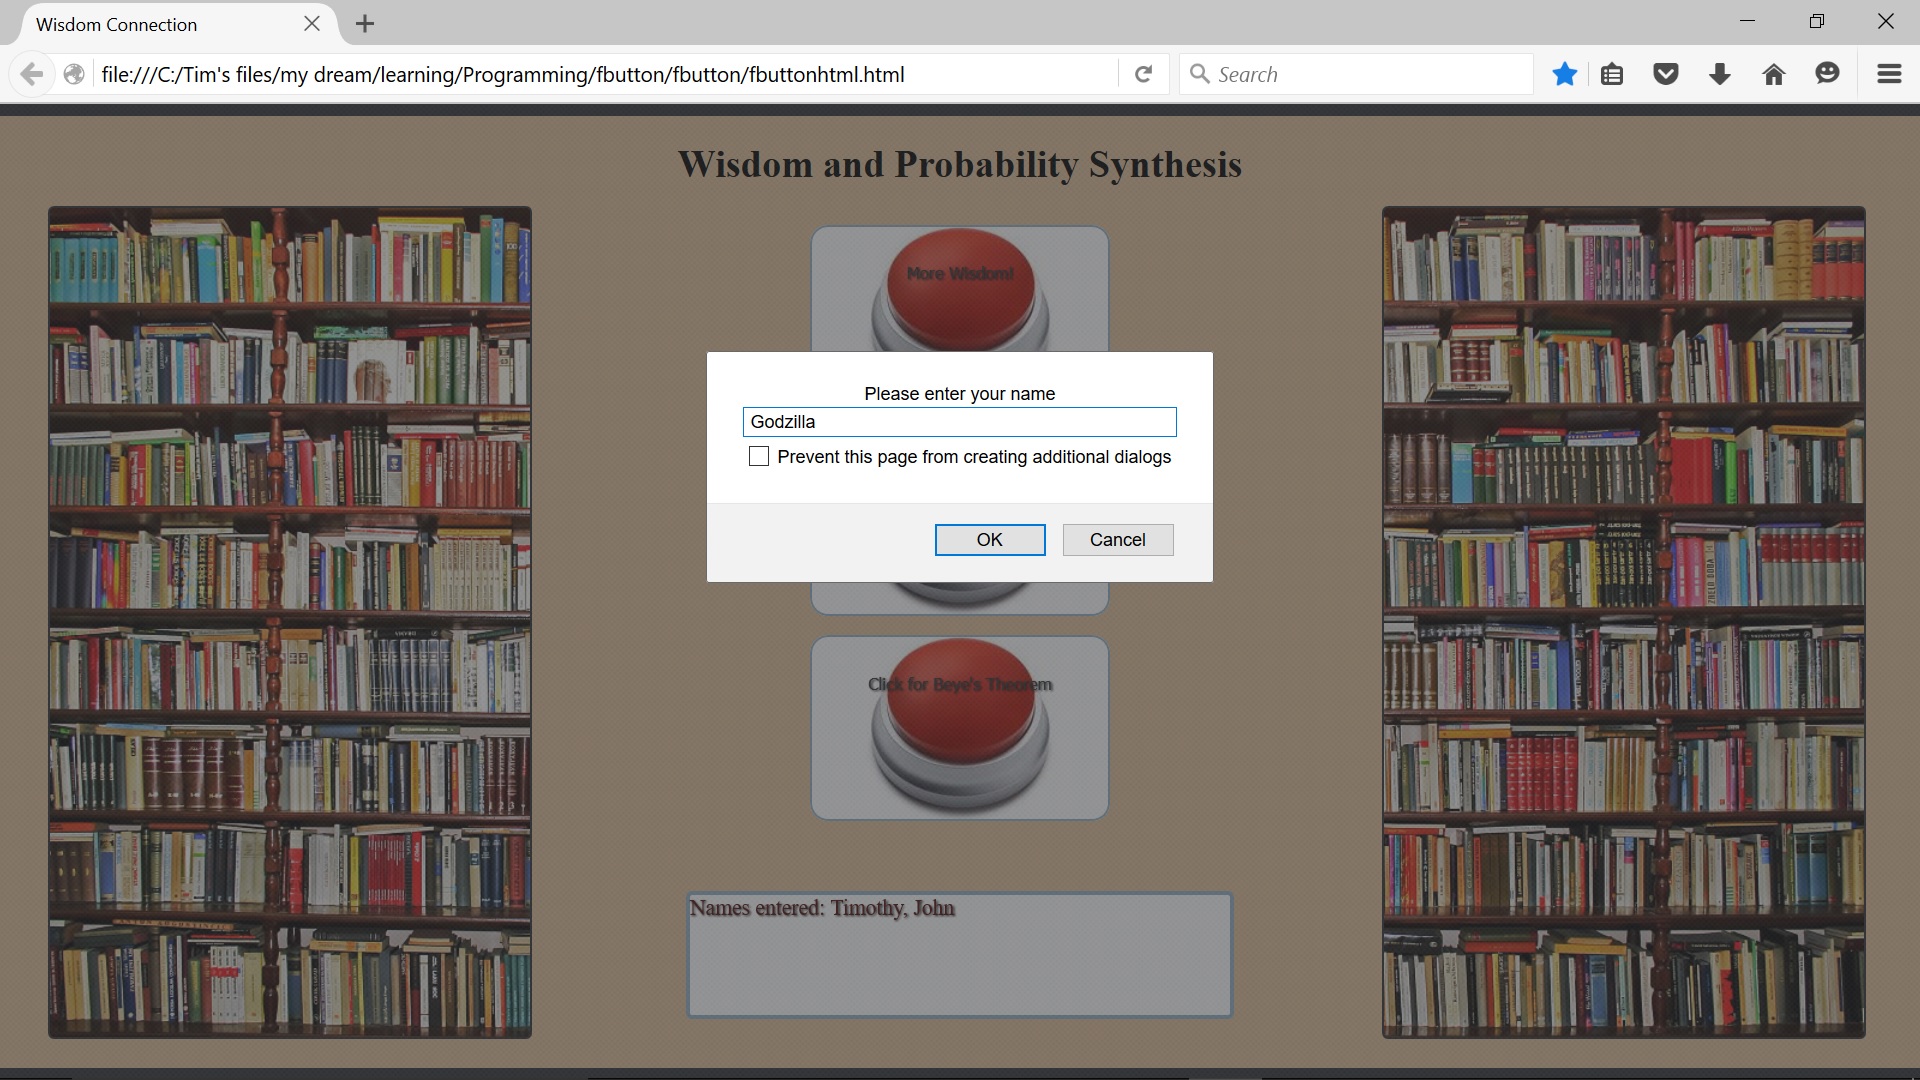 Wisdom Connection
file:///C:/Tim's files/my dream/learning/Programming/fbutton/fbutton/fbuttonhtml.html
Search
Wisdom and Probability Synthesis
More Wisdom!
Please enter your name
Godzilla
Prevent this page from creating additional dialogs
OK
Cancel
Click for Beye's Theorem
Names entered: Timothy, John